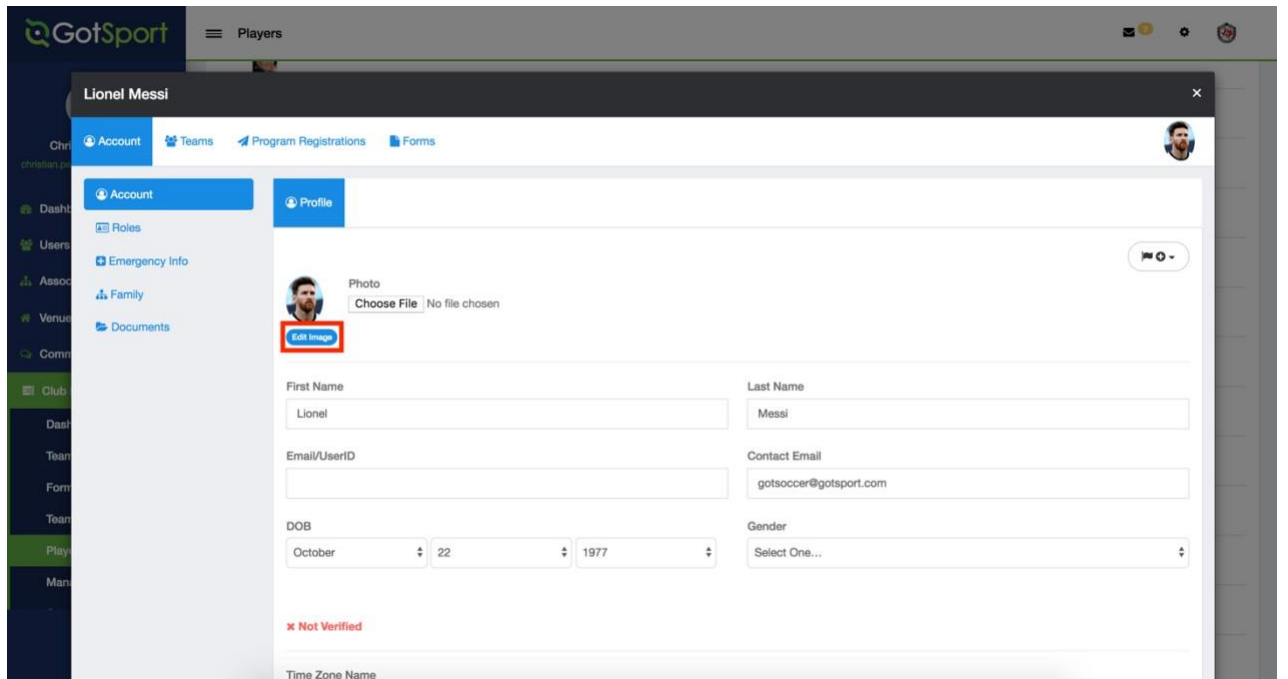 GotSport
Players
Lionel Messi
×
Account Teams Program Registrations Forms
Account
Roles
Emergency Info
Family
Documents
Profile
Photo
Choose File No file chosen
Edit Image
First Name Last Name
Lionel Messi
Email/UserID Contact Email
gotsoccer@gotsport.com
DOB Gender
October 22 1977 Select One...
× Not Verified
Time Zone Name
Users
Club